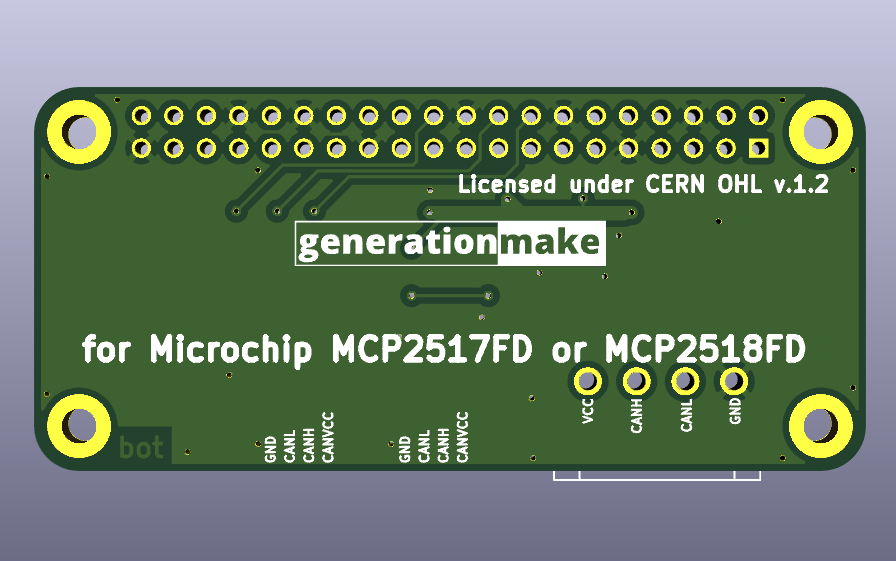 Licensed under CERN OHL v.1.2
generationmake
for Microchip MCP2517FD or MCP2518FD
VCC
CANH
CANL
GND
bot
GND
CANL
CANH
CANVCC
GND
CANL
CANH
CANVCC